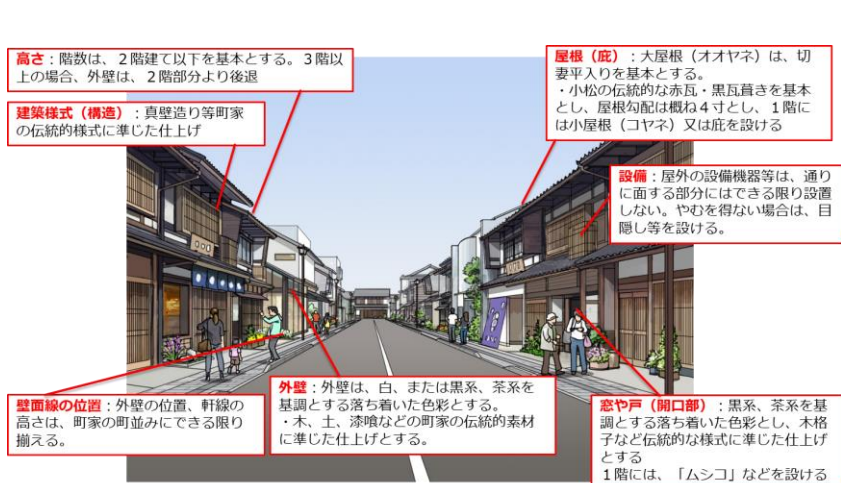 高さ：階数は、２階建て以下を基本とする。３階以
上の場合、外壁は、２階部分より後退
建築様式（構造）：真壁造り等町家
の伝統的様式に準じた仕上げ
屋根（庇）：大屋根（オオヤネ）は、切
妻平入りを基本とする。
・小松の伝統的な赤瓦・黒瓦葺きを基本
とし、屋根勾配は概ね４寸とし、１階に
は小屋根（コヤネ）又は庇を設ける
設備：屋外の設備機器等は、通り
に面する部分にはできる限り設置
しない。やむを得ない場合は、目
隠し等を設ける。
壁面線の位置：外壁の位置、軒線の
高さは、町家の町並みにできる限り
揃える。
外壁：外壁は、白、または黒系、茶系を
基調とする落ち着いた色彩とする。
・木、土、漆喰などの町家の伝統的素材
に準じた仕上げとする。
窓や戸（開口部）：黒系、茶系を基
調とする落ち着いた色彩とし、木格
子など伝統的な様式に準じた仕上げ
とする
１階には、「ムシコ」などを設ける